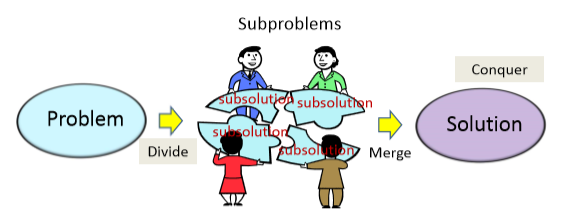 Subproblems
Problem
Divide
subsolution
subsolution
subsolution
subsolution
Merge
Conquer
Solution